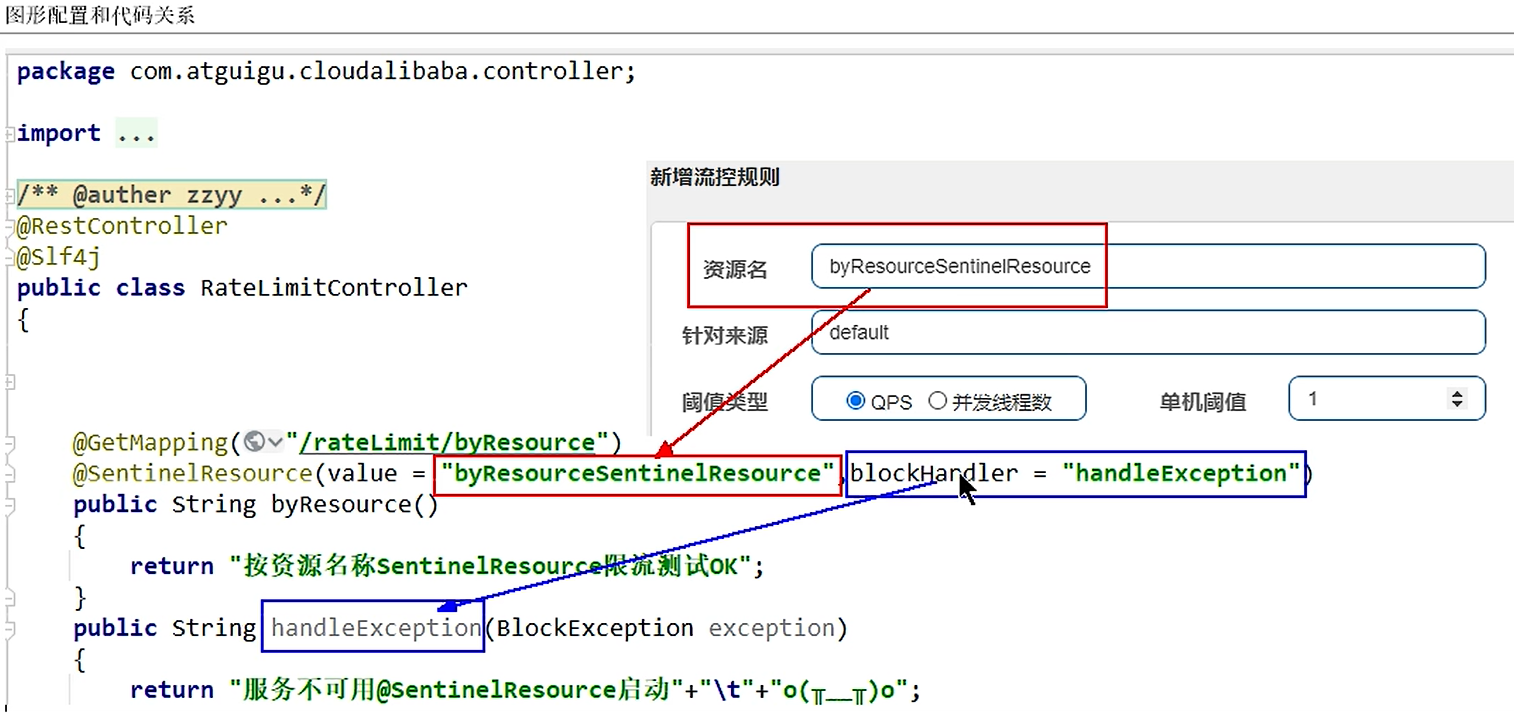 图形配置和代码关系
package com.atguigu.cloudalibaba.controller;
import ...
/** @auther zzyy ...*/
@RestController
@Slf4j
public class RateLimitController
{
新增流控规则
资源名 byResourceSentinelResource
针对来源 default
阈值类型 QPS 并发线程数 单机阈值 1
@GetMapping("/rateLimit/byResource")
@SentinelResource(value = "byResourceSentinelResource",blockHandler = "handleException")
public String byResource()
{
return "按资源名称SentinelResource限流测试OK";
}
public String handleException(BlockException exception)
{
return "服务不可用@SentinelResource启动"+"\t"+"o(╥﹏╥)o";